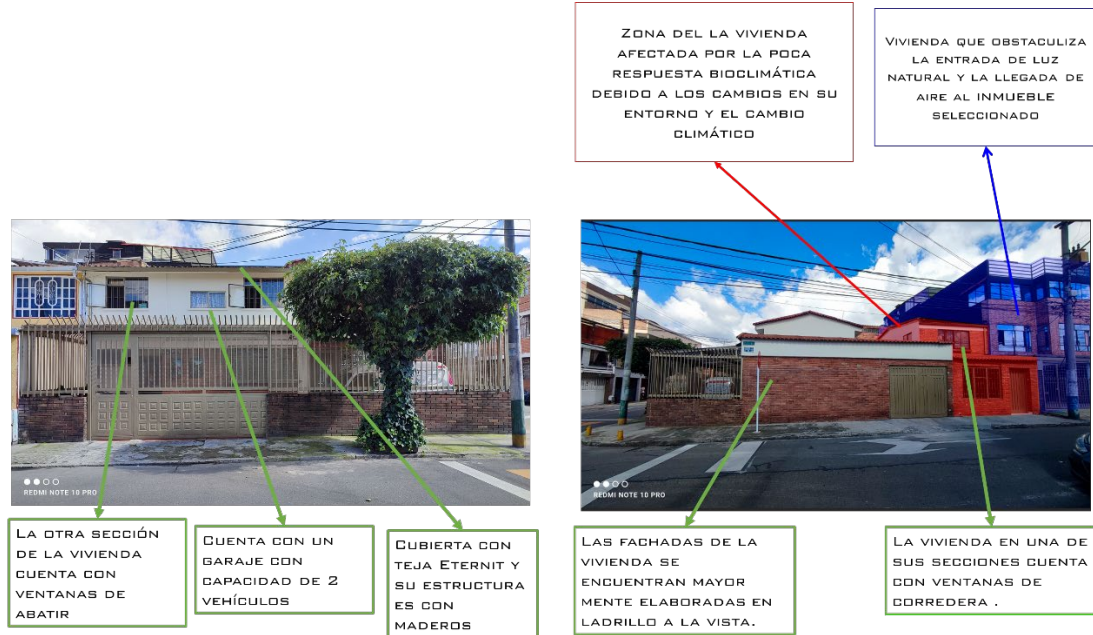 ZONA DEL LA VIVIENDA
AFECTADA POR LA POCA
RESPUESTA BIOCLIMÁTICA
DEBIDO A LOS CAMBIOS EN SU
ENTORNO Y EL CAMBIO
CLIMÁTICO
VIVIENDA QUE OBSTACULIZA
LA ENTRADA DE LUZ
NATURAL Y LA LLEGADA DE
AIRE AL INMUEBLE
SELECCIONADO
REDMI NOTE 10 PRO
REDMI NOTE 10 PRO
LA OTRA SECCIÓN
DE LA VIVIENDA
CUENTA CON
VENTANAS DE
ABATIR
CUENTA CON UN
GARAJE CON
CAPACIDAD DE 2
VEHÍCULOS
CUBIERTA CON
TEJA ETERNIT Y
SU ESTRUCTURA
ES CON
MADEROS
LAS FACHADAS DE LA
VIVIENDA SE
ENCUENTRAN MAYOR
MENTE ELABORADAS EN
LADRILLO A LA VISTA.
LA VIVIENDA EN UNA DE
SUS SECCIONES CUENTA
CON VENTANAS DE
CORREDERA .